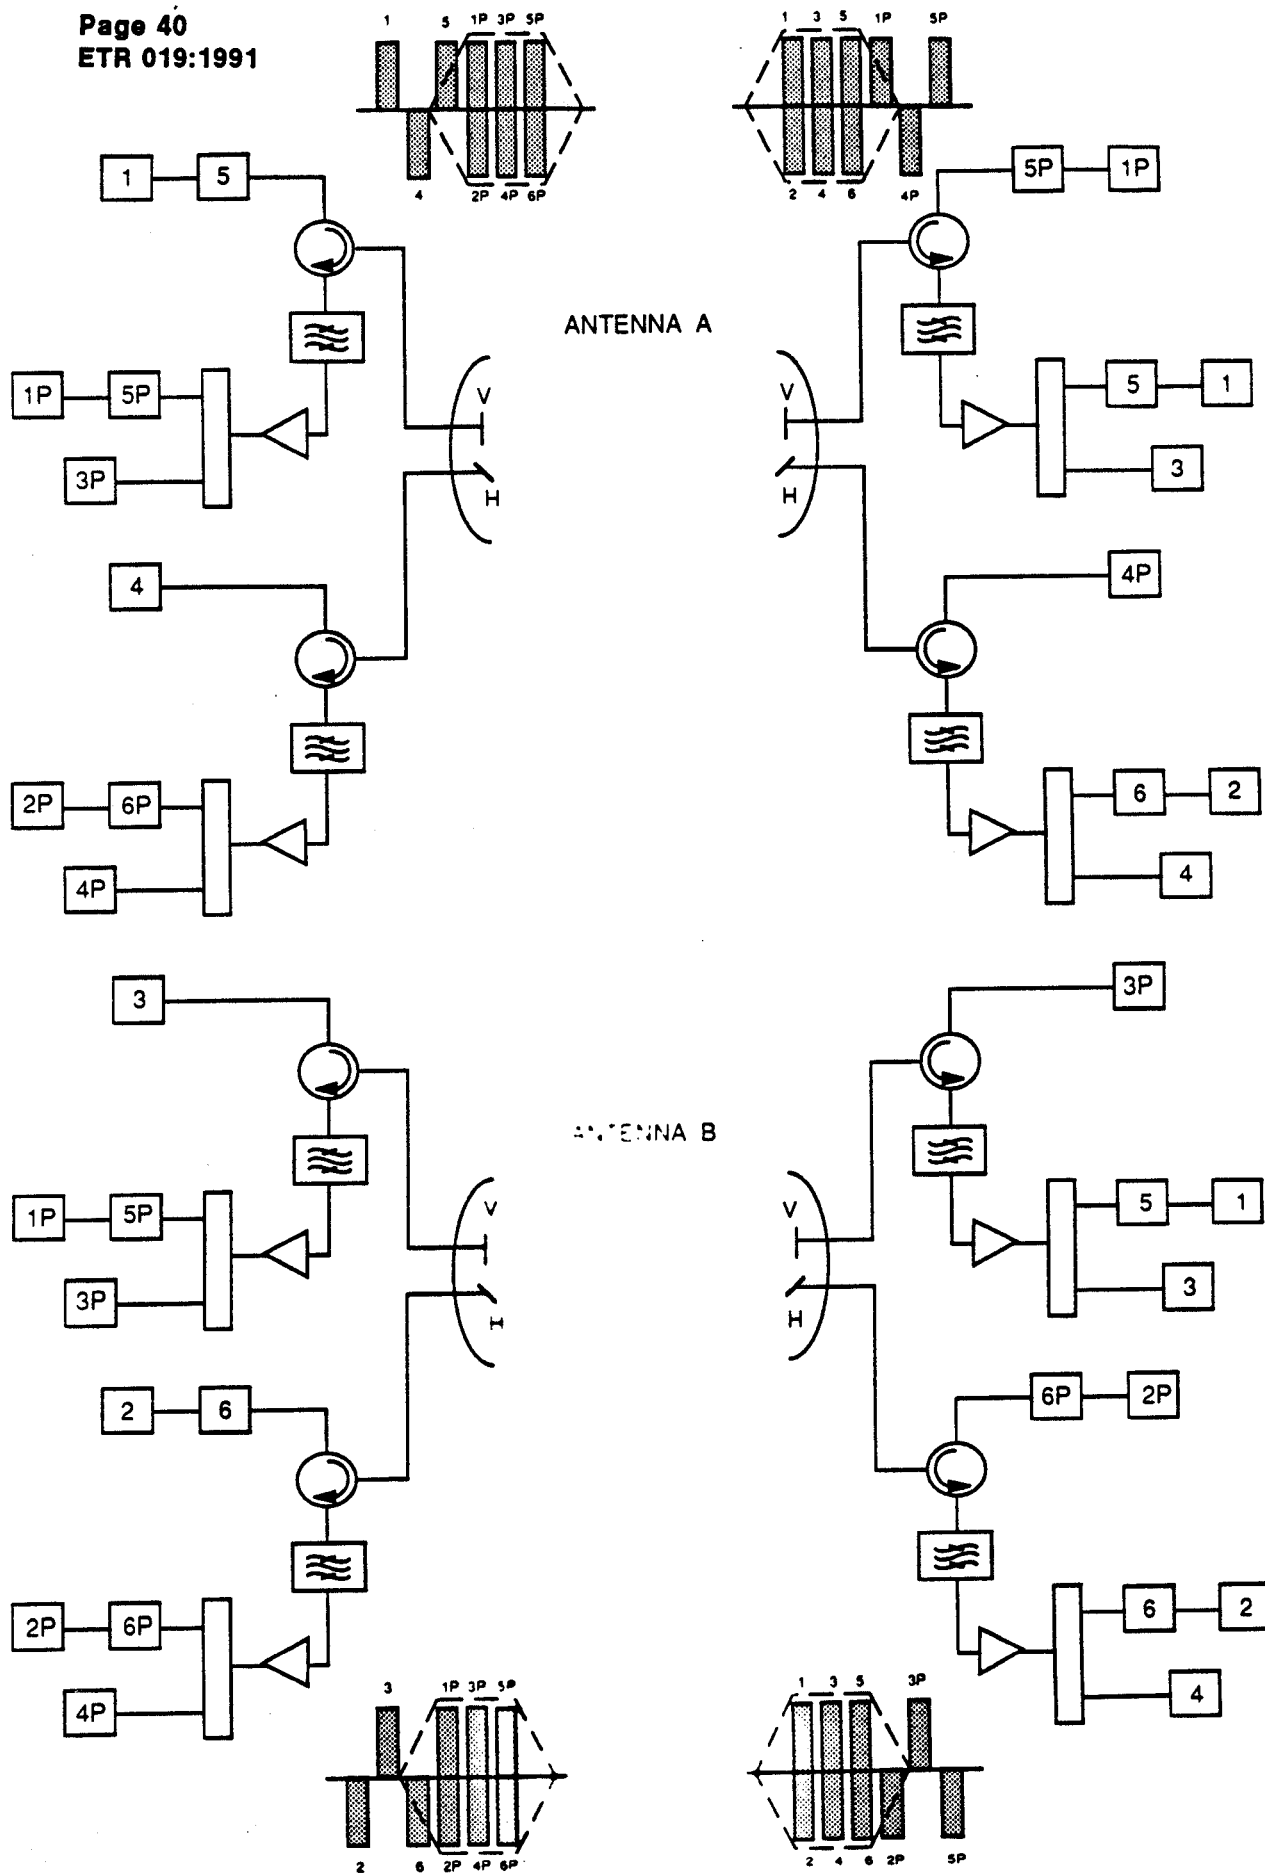 Page 40
ETR 019:1991
1 5 1P 3P 5P
4 2P 4P 6P
1 3 5 1P 5P
2 4 6 4P
1 5
5P 1P
ANTENNA A
1P 5P
3P
V
H
V
H
5 1
3
4
4P
2P 6P
4P
6 2
4
3
3P
ANTENNA B
1P 5P
3P
V
H
V
H
5 1
3
2 6
6P 2P
2P 6P
4P
6 2
4
3 1P 3P 5P
2 6 2P 4P 6P
1 3 5 3P
2 4 6 2P 5P